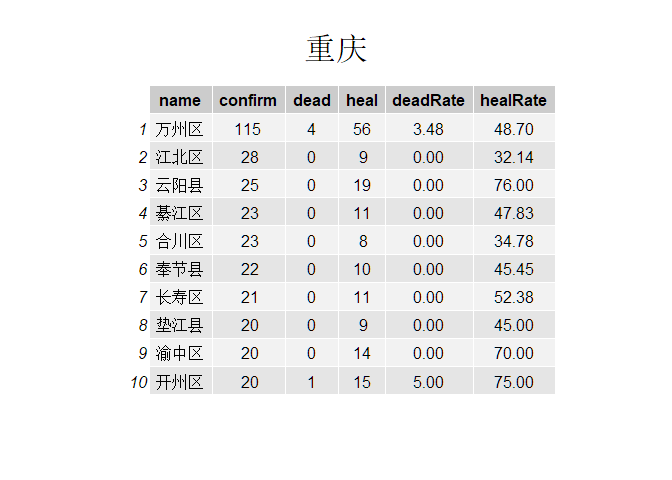 重庆
name confirm dead heal deadRate healRate
1 万州区 115 4 56 3.48 48.70
2 江北区 28 0 9 0.00 32.14
3 云阳县 25 0 19 0.00 76.00
4 綦江区 23 0 11 0.00 47.83
5 合川区 23 0 8 0.00 34.78
6 奉节县 22 0 10 0.00 45.45
7 长寿区 21 0 11 0.00 52.38
8 垫江县 20 0 9 0.00 45.00
9 渝中区 20 0 14 0.00 70.00
10 开州区 20 1 15 5.00 75.00